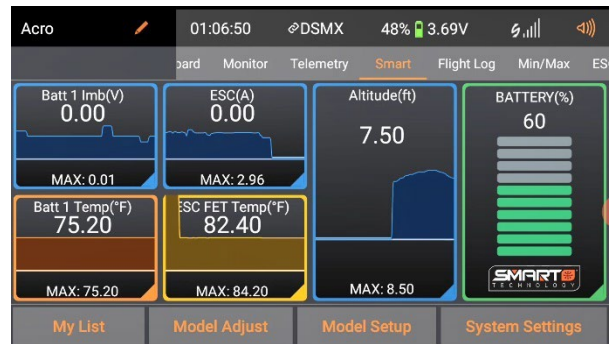 Acro 01:06:50 DSMX 48% 3.69V
Monitor Telemetry Smart Flight Log Min/Max
Batt 1 Imb(V)
0.00
MAX: 0.01
ESC(A)
0.00
MAX: 2.96
Altitude(ft)
7.50
MAX: 8.50
BATTERY(%)
60
SMART
TECHNOLOGY
Batt 1 Temp(°F)
75.20
MAX: 75.20
ESC FET Temp(°F)
82.40
MAX: 84.20
My List Model Adjust Model Setup System Settings